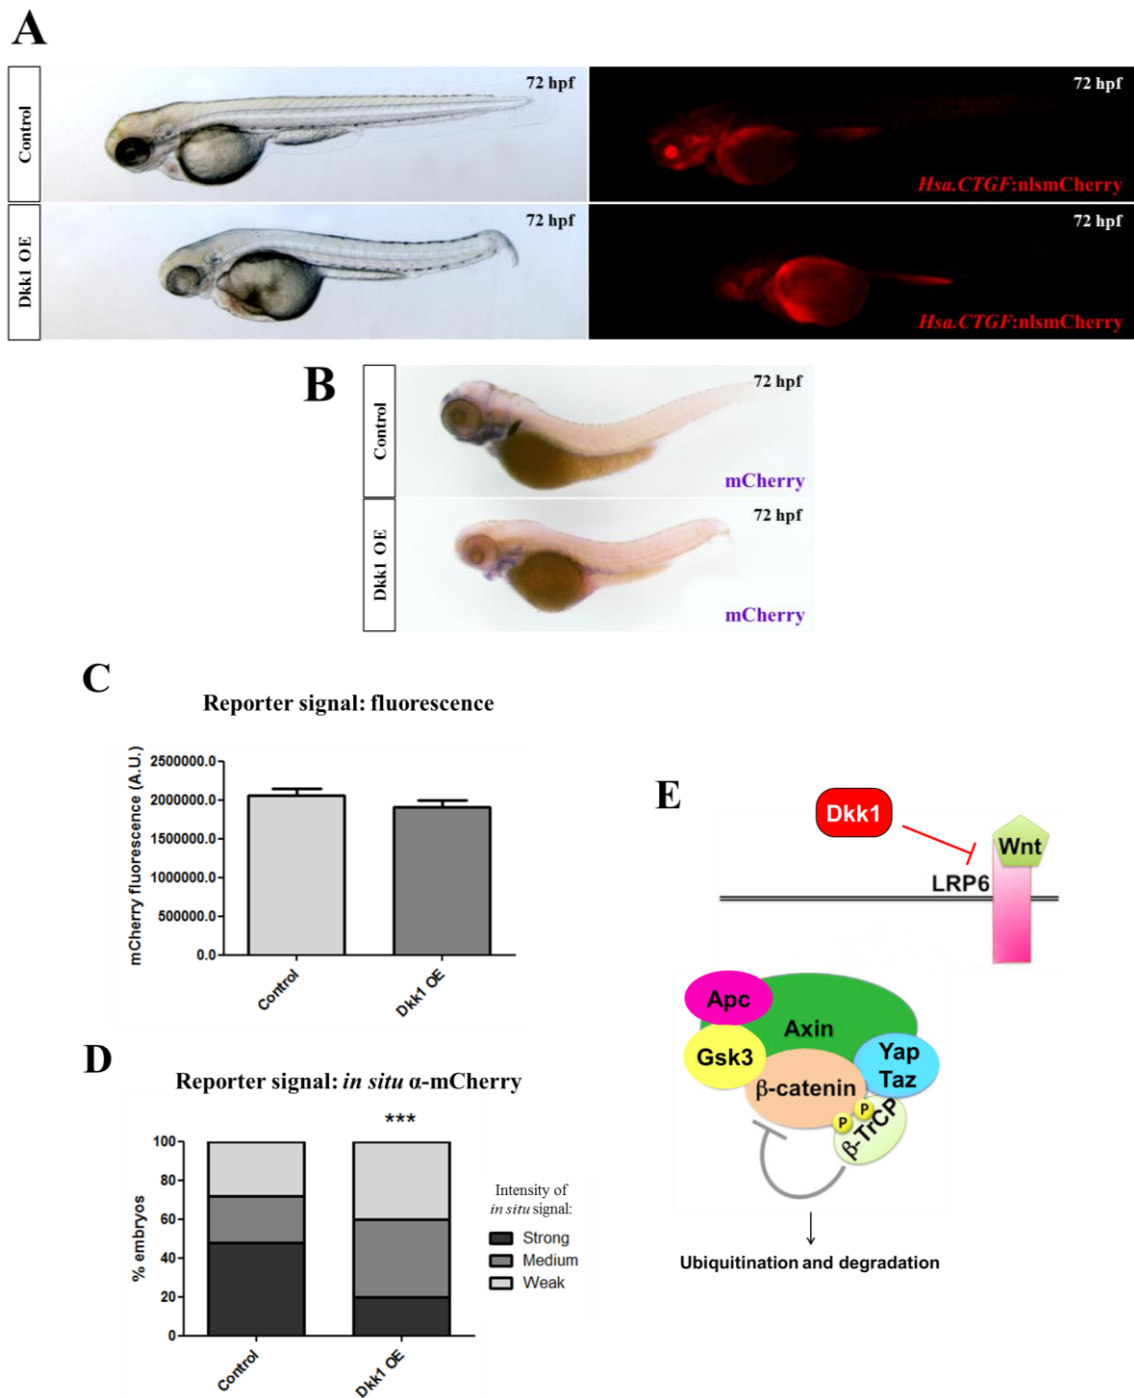 A
Control
72 hpf
72 hpf
Hsa.CTGF:nlsmCherry
Dkk1 OE
72 hpf
72 hpf
Hsa.CTGF:nlsmCherry
B
Control
72 hpf
mCherry
Dkk1 OE
72 hpf
mCherry
C
Reporter signal: fluorescence
mCherry fluorescence (A.U.)
2500000.0
2000000.0
1500000.0
1000000.0
500000.0
0.0
Control
Dkk1 OE
D
Reporter signal: in situ α-mCherry
***
% embryos
100
80
60
40
20
0
Control
Dkk1 OE
Intensity of
in situ signal:
Strong
Medium
Weak
E
Dkk1
Wnt
LRP6
Apc
Axin
Gsk3
Yap
Taz
β-catenin
P
P
β-TrCP
Ubiquitination and degradation